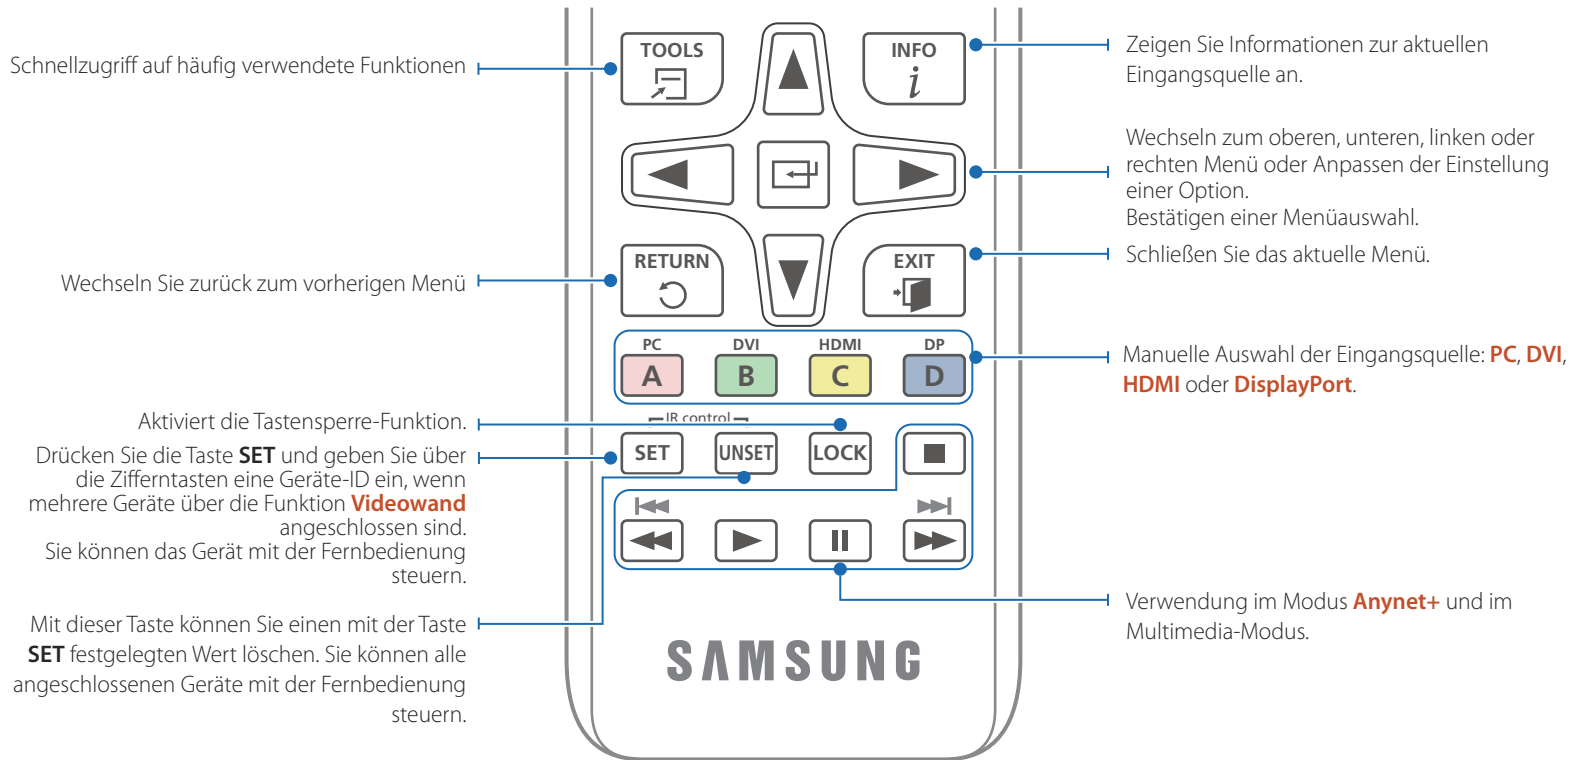 TOOLS
INFO
i
Schnellzugriff auf häufig verwendete Funktionen
Zeigen Sie Informationen zur aktuellen
Eingangsquelle an.
Wechseln zum oberen, unteren, linken oder
rechten Menü oder Anpassen der Einstellung
einer Option.
Bestätigen einer Menüauswahl.
RETURN
EXIT
Wechseln Sie zurück zum vorherigen Menü
Schließen Sie das aktuelle Menü.
PC DVI HDMI DP
A B C D
Manuelle Auswahl der Eingangsquelle: PC, DVI,
HDMI oder DisplayPort.
IR control
SET UNSET LOCK
Aktiviert die Tastensperre-Funktion.
Drücken Sie die Taste SET und geben Sie über
die Zifferntasten eine Geräte-ID ein, wenn
mehrere Geräte über die Funktion Videowand
angeschlossen sind.
Sie können das Gerät mit der Fernbedienung
steuern.
Mit dieser Taste können Sie einen mit der Taste
SET festgelegten Wert löschen. Sie können alle
angeschlossenen Geräte mit der Fernbedienung
steuern.
Verwendung im Modus Anynet+ und im
Multimedia-Modus.
SAMSUNG